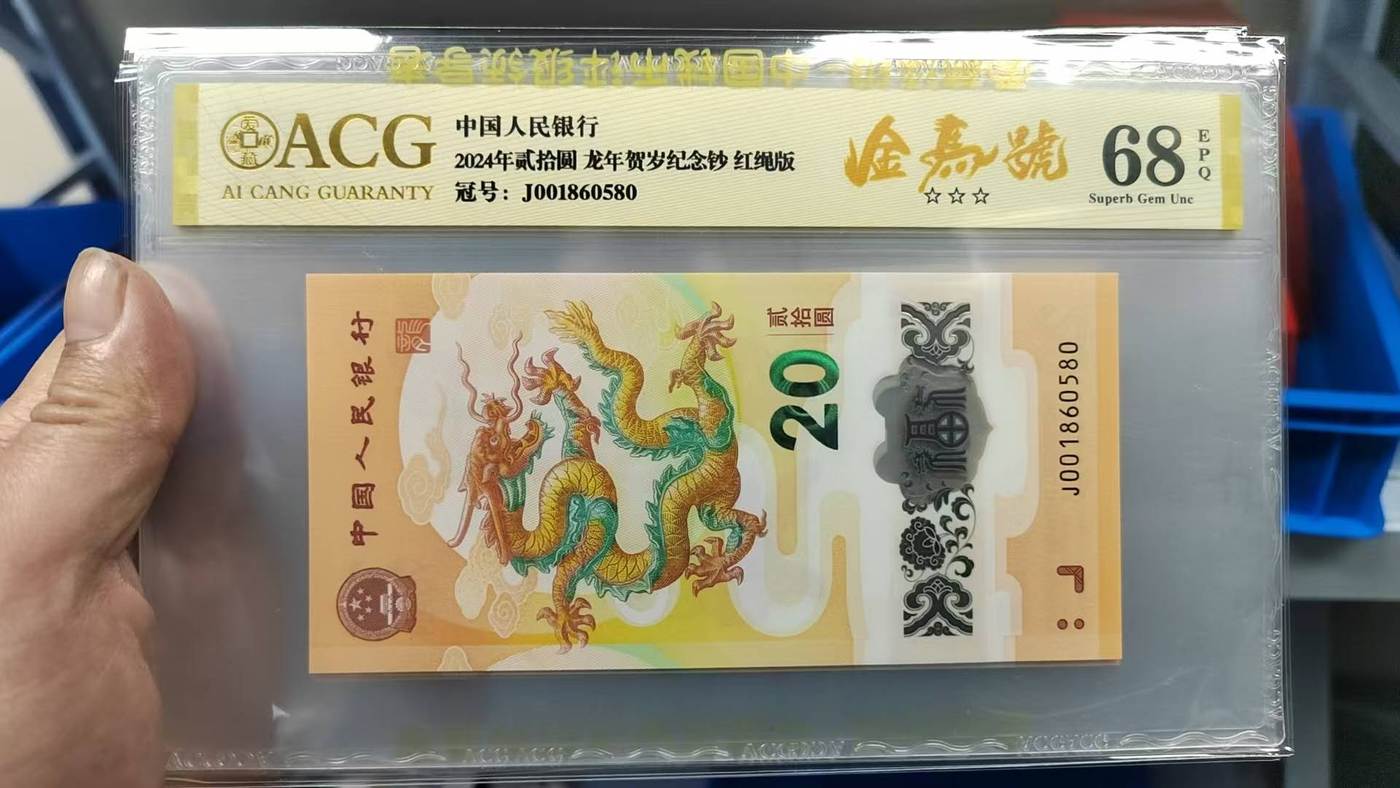 ACG
AI CANG GUARANTY
中国人民银行
2024年贰拾圆 龙年贺岁纪念钞 红绳版
冠号：J001860580
金马號
☆☆☆
68
EPQ
Superb Gem Unc
中国人民银行
贰拾圆
20
J001860580